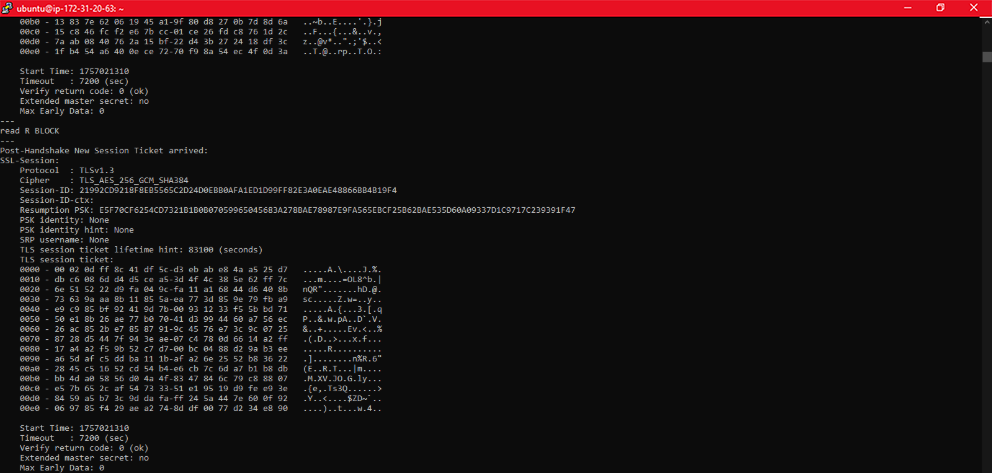 ubuntu@ip-172-31-20-63: ~
00b0 - 13 83 7e 62 06 19 45 a1-9f 80 d8 27 0b 7d 8d 6a   ..~b..E....'.}.j
00c0 - 15 c8 46 fc f2 e6 7b cc-01 ce 26 fd c8 76 1d 2c   ..F...{...&..v.,
00d0 - 7a ab 08 40 76 2a 15 bf-22 d4 3b 27 24 18 df 3c   z..@v*..".;'$..<
00e0 - 1f b4 54 a6 40 0e ce 72-70 f9 8a 54 ec 4f 0d 3a   ..T.@..rp..T.O.:
Start Time: 1757021310
Timeout   : 7200 (sec)
Verify return code: 0 (ok)
Extended master secret: no
Max Early Data: 0
---
read R BLOCK
---
Post-Handshake New Session Ticket arrived:
SSL-Session:
Protocol  : TLSv1.3
Cipher    : TLS_AES_256_GCM_SHA384
Session-ID: 21992CD9218F8EB5565C2D24D0EBB0AFA1ED1D99FF82E3A0EAE48866BB4B19F4
Session-ID-ctx:
Resumption PSK: E5F70CF6254CD7321B1B0B07059965045683A278BAE78987E9FA565EBCF25B62BAE535D60A09337D1C9717C239391F47
PSK identity: None
PSK identity hint: None
SRP username: None
TLS session ticket lifetime hint: 83100 (seconds)
TLS session ticket:
0000 - 00 02 0d ff 8c 41 df 5c-d3 eb ab e8 4a a5 25 d7   .....A.\....J.%.
0010 - db c6 08 6d d4 d5 ce a5-3d 4f 4c 38 5e 62 ff 7c   ...m....=OL8^b.|
0020 - 6e 51 52 22 d9 fa 04 9c-fa 11 a1 68 44 d6 40 8b   nQR".......hD.@.
0030 - 73 63 9a aa 8b 11 85 5a-ea 77 3d 85 9e 79 fb a9   sc.....Z.w=..y..
0040 - e9 c9 85 bf 92 41 9d 7b-00 93 12 33 f5 5b bd 71   .....A.{...3.[.q
0050 - 50 e1 1b 26 ae 77 b0 70-41 d3 99 44 60 a7 56 ec   P..&.w.pA..D`.V.
0060 - 26 ac 85 2b e7 85 87 91-9c 45 76 e7 3c 9c 07 25   &..+.....Ev.<..%
0070 - 87 28 d5 44 7f 94 3e ae-07 c4 78 0d 66 14 a2 ff   .(.D..>...x.f...
0080 - 17 a4 a2 f5 9b 52 c7 d7-00 bc 04 88 d2 9a b3 ee   .....R..........
0090 - a6 5d af c5 dd ba 11 1b-af a2 6e 25 52 b8 36 22   .]........n%R.6"
00a0 - 28 45 c5 16 52 cd 54 b4-e6 cb 7c 6d a7 b1 b8 db   (E..R.T...|m....
00b0 - bb 4d a0 58 56 d0 4a 4f-83 47 84 6c 79 c8 88 07   .M.XV.JO.G.ly...
00c0 - e5 7b 65 2c af 54 73 33-51 e1 95 19 d9 fe e9 3e   .{e,.Ts3Q......>
00d0 - 84 59 a5 b7 3c 9d da fa-ff 24 5a 44 7e 60 0f 92   .Y..<....$ZD~`..
00e0 - 06 97 85 f4 29 ae a2 74-8d df 00 77 d2 34 e8 90   ....)..t...w.4..
Start Time: 1757021310
Timeout   : 7200 (sec)
Verify return code: 0 (ok)
Extended master secret: no
Max Early Data: 0